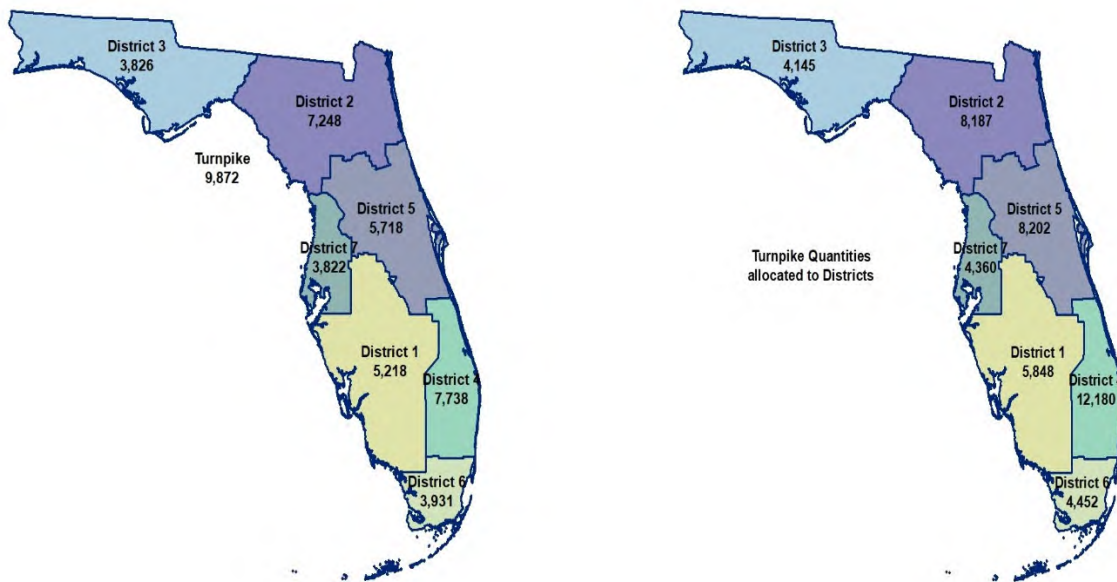 District 3
3,826
District 2
7,248
Turnpike
9,872
District 5
5,718
District 7
3,822
District 1
5,218
District 4
7,738
District 6
3,931
District 3
4,145
District 2
8,187
District 5
8,202
Turnpike Quantities
allocated to Districts
District 7
4,360
District 1
5,848
District
12,180
District 6
4,452